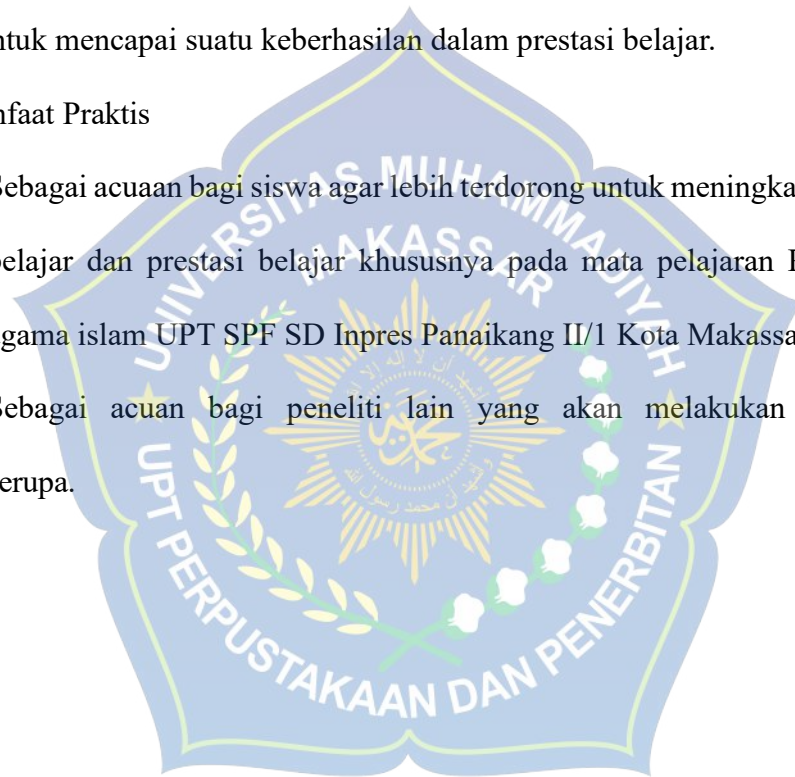 ntuk mencapai suatu keberhasilan dalam prestasi belajar.
nfaat Praktis
Sebagai acuaan bagi siswa agar lebih terdorong untuk meningka
belajar dan prestasi belajar khususnya pada mata pelajaran
gama islam UPT SPF SD Inpres Panaikang II/1 Kota Makassa
Sebagai acuan bagi peneliti lain yang akan melakukan
erupa.
UNIVERSITAS MUHAMMADIYAH
MAKASSAR
UPT PERPUSTAKAAN DAN PENERBITAN